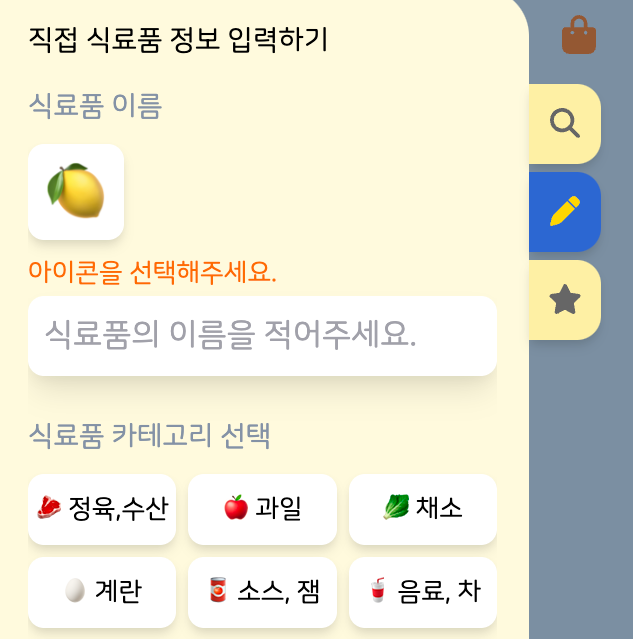 직접 식료품 정보 입력하기
식료품 이름
아이콘을 선택해주세요.
식료품의 이름을 적어주세요.
식료품 카테고리 선택
정육,수산 과일 채소
계란 소스, 잼 음료, 차